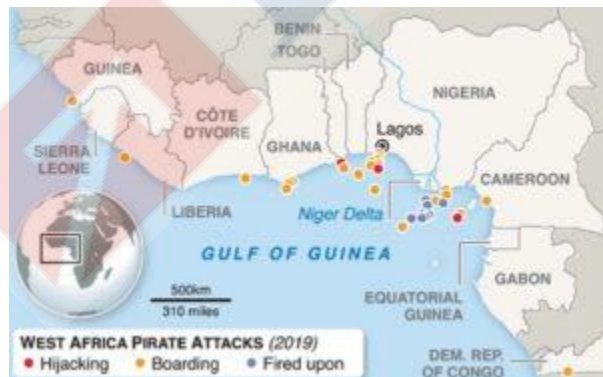 BENIN
TOGO
GUINEA
NIGERIA
CÔTE
D'IVOIRE
GHANA
Lagos
SIERRA
LEONE
CAMEROON
LIBERIA
Niger Delta
GULF OF GUINEA
GABON
500km
310 miles
EQUATORIAL
GUINEA
WEST AFRICA PIRATE ATTACKS (2019)
Hijacking Boarding Fired upon
DEM. REP.
OF CONGO